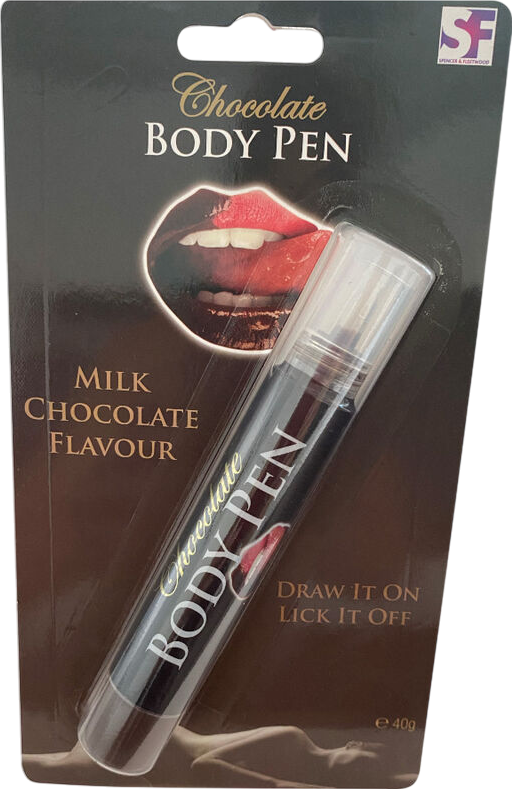 SF
SPENCER & FLEETWOOD
Chocolate
BODY PEN
MILK
CHOCOLATE
FLAVOUR
Chocolate
BODY PEN
DRAW IT ON
LICK IT OFF
℮ 40g